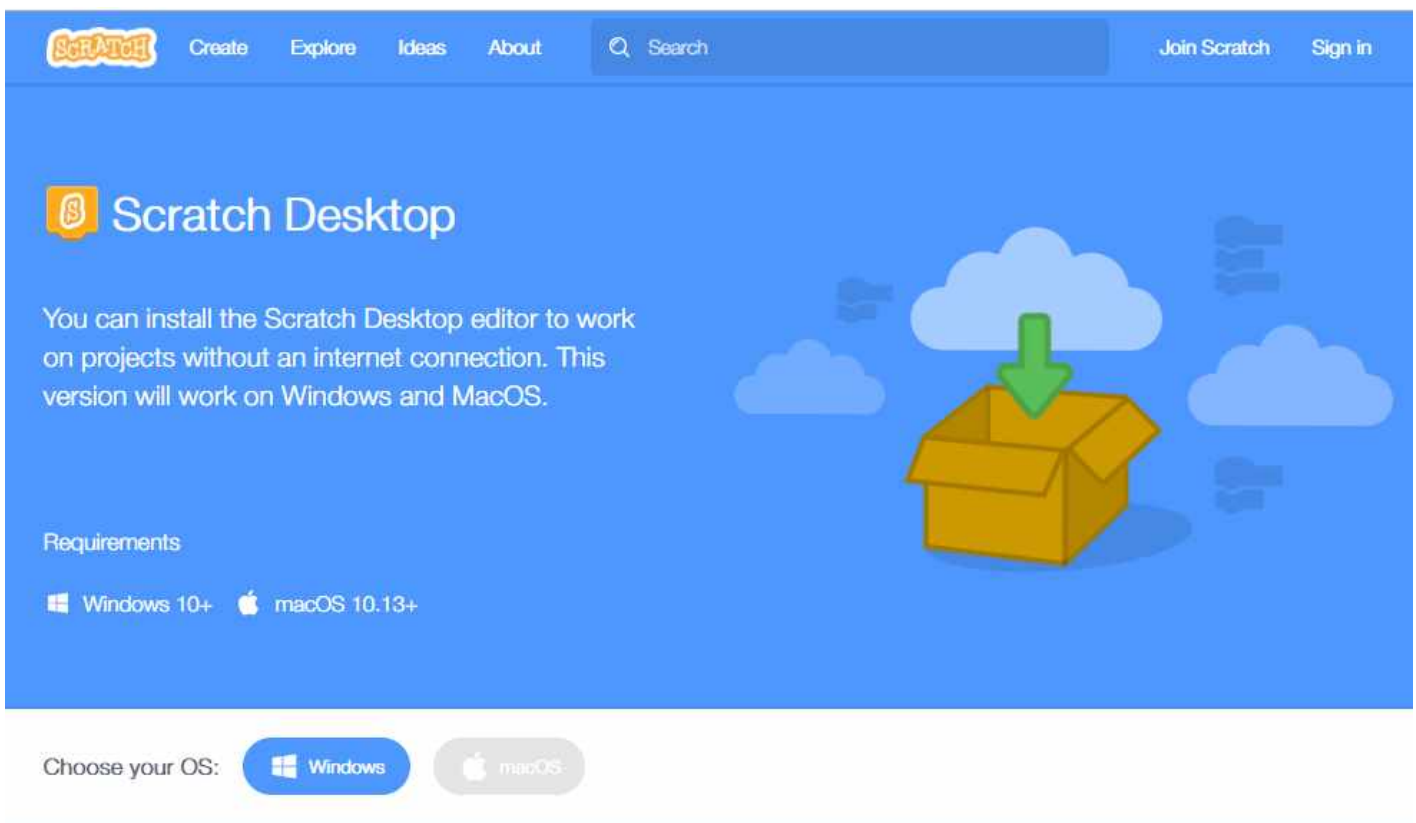 SCRATCH Create Explore Ideas About Search Join Scratch Sign in
S Scratch Desktop
You can install the Scratch Desktop editor to work
on projects without an internet connection. This
version will work on Windows and MacOS.
Requirements
Windows 10+ macOS 10.13+
Choose your OS: Windows macOS